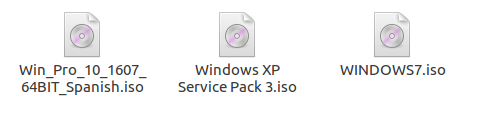 Win_Pro_10_1607_
64BIT_Spanish.iso
Windows XP
Service Pack 3.iso
WINDOWS7.iso